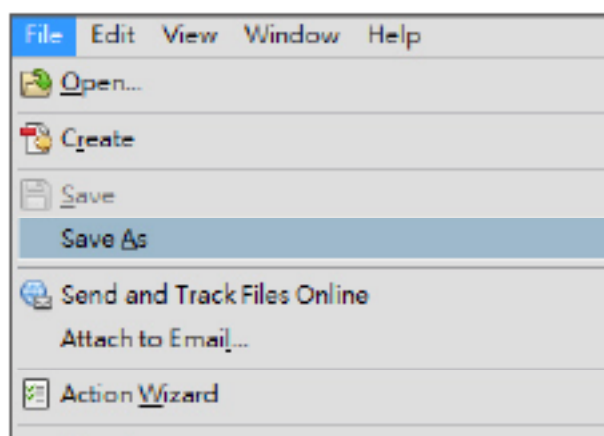 File Edit View Window Help
Open...
Create
Save
Save As
Send and Track Files Online
Attach to Email...
Action Wizard